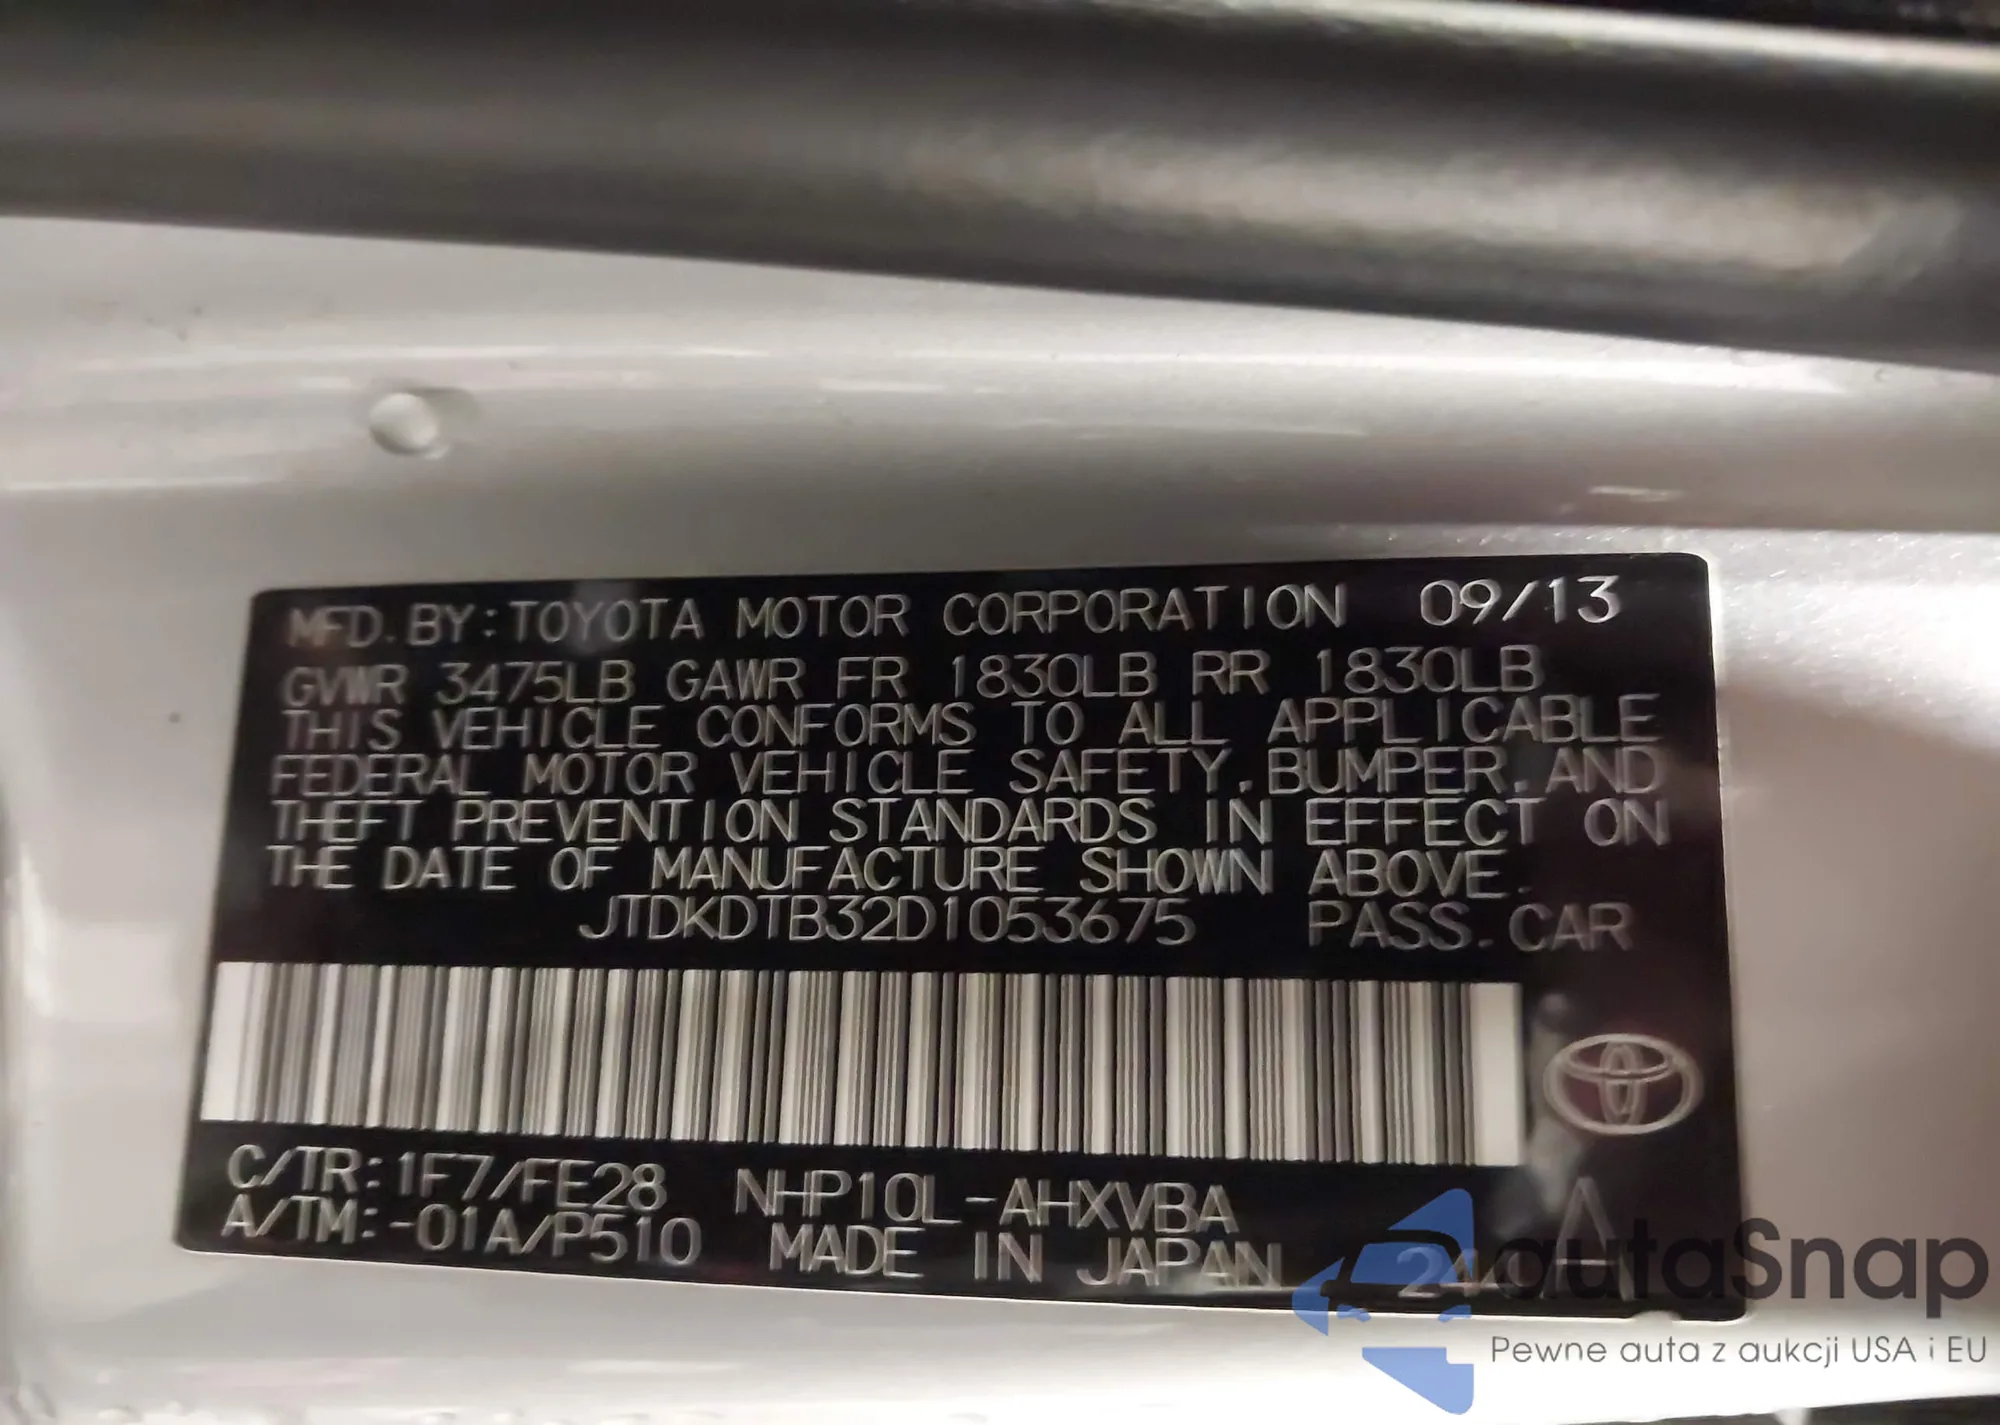 MFD. BY: TOYOTA MOTOR CORPORATION 09/13
GVWR 3475LB GAWR FR 1830LB RR 1830LB
THIS VEHICLE CONFORMS TO ALL APPLICABLE
FEDERAL MOTOR VEHICLE SAFETY, BUMPER, AND
THEFT PREVENTION STANDARDS IN EFFECT ON
THE DATE OF MANUFACTURE SHOWN ABOVE.
JTDKDTB32D1053675 PASS. CAR
C/TR: 1F7/FE28 NHP10L-AHXVBA
A/TM: -01A/P510 MADE IN JAPAN
autaSnap
Pewne auta z aukcji USA i EU